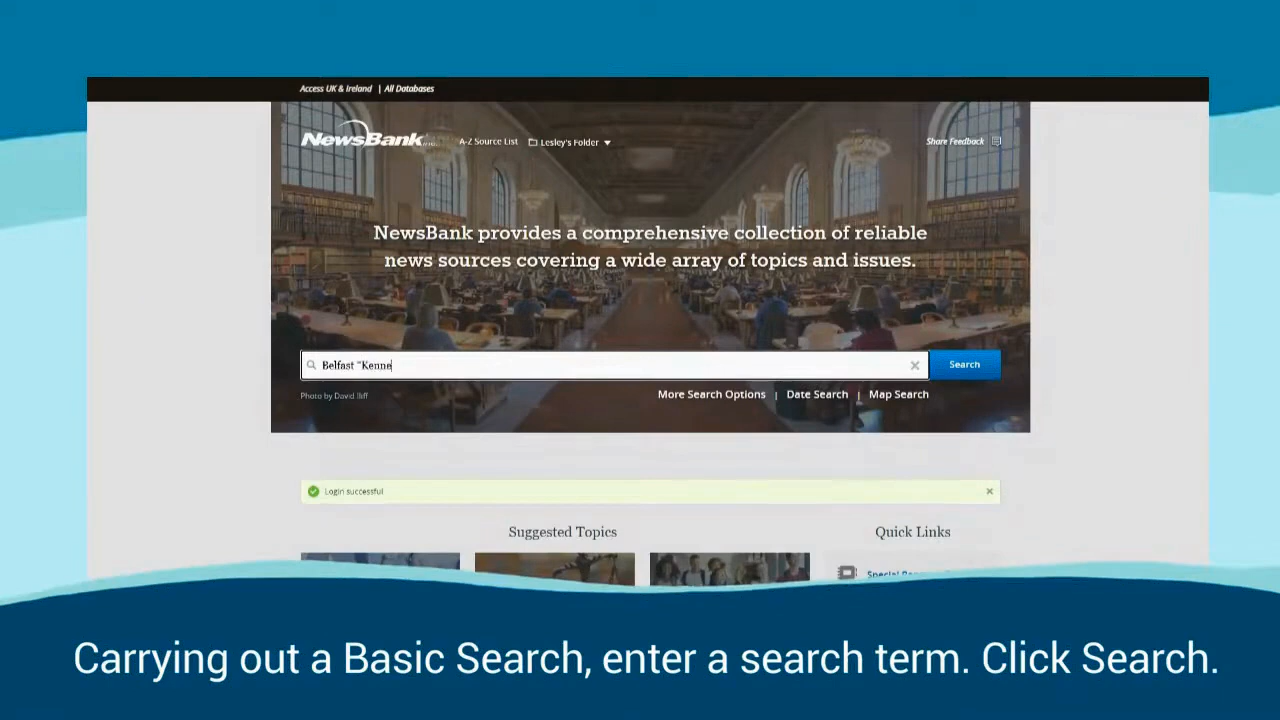 Access UK & Ireland | All Databases
NewsBank, inc. A-Z Source List Lesley's Folder Share Feedback
NewsBank provides a comprehensive collection of reliable
news sources covering a wide array of topics and issues.
Belfast "Kenne Search
Photo by David Iliff More Search Options | Date Search | Map Search
Login successful
Suggested Topics Quick Links
Carrying out a Basic Search, enter a search term. Click Search.